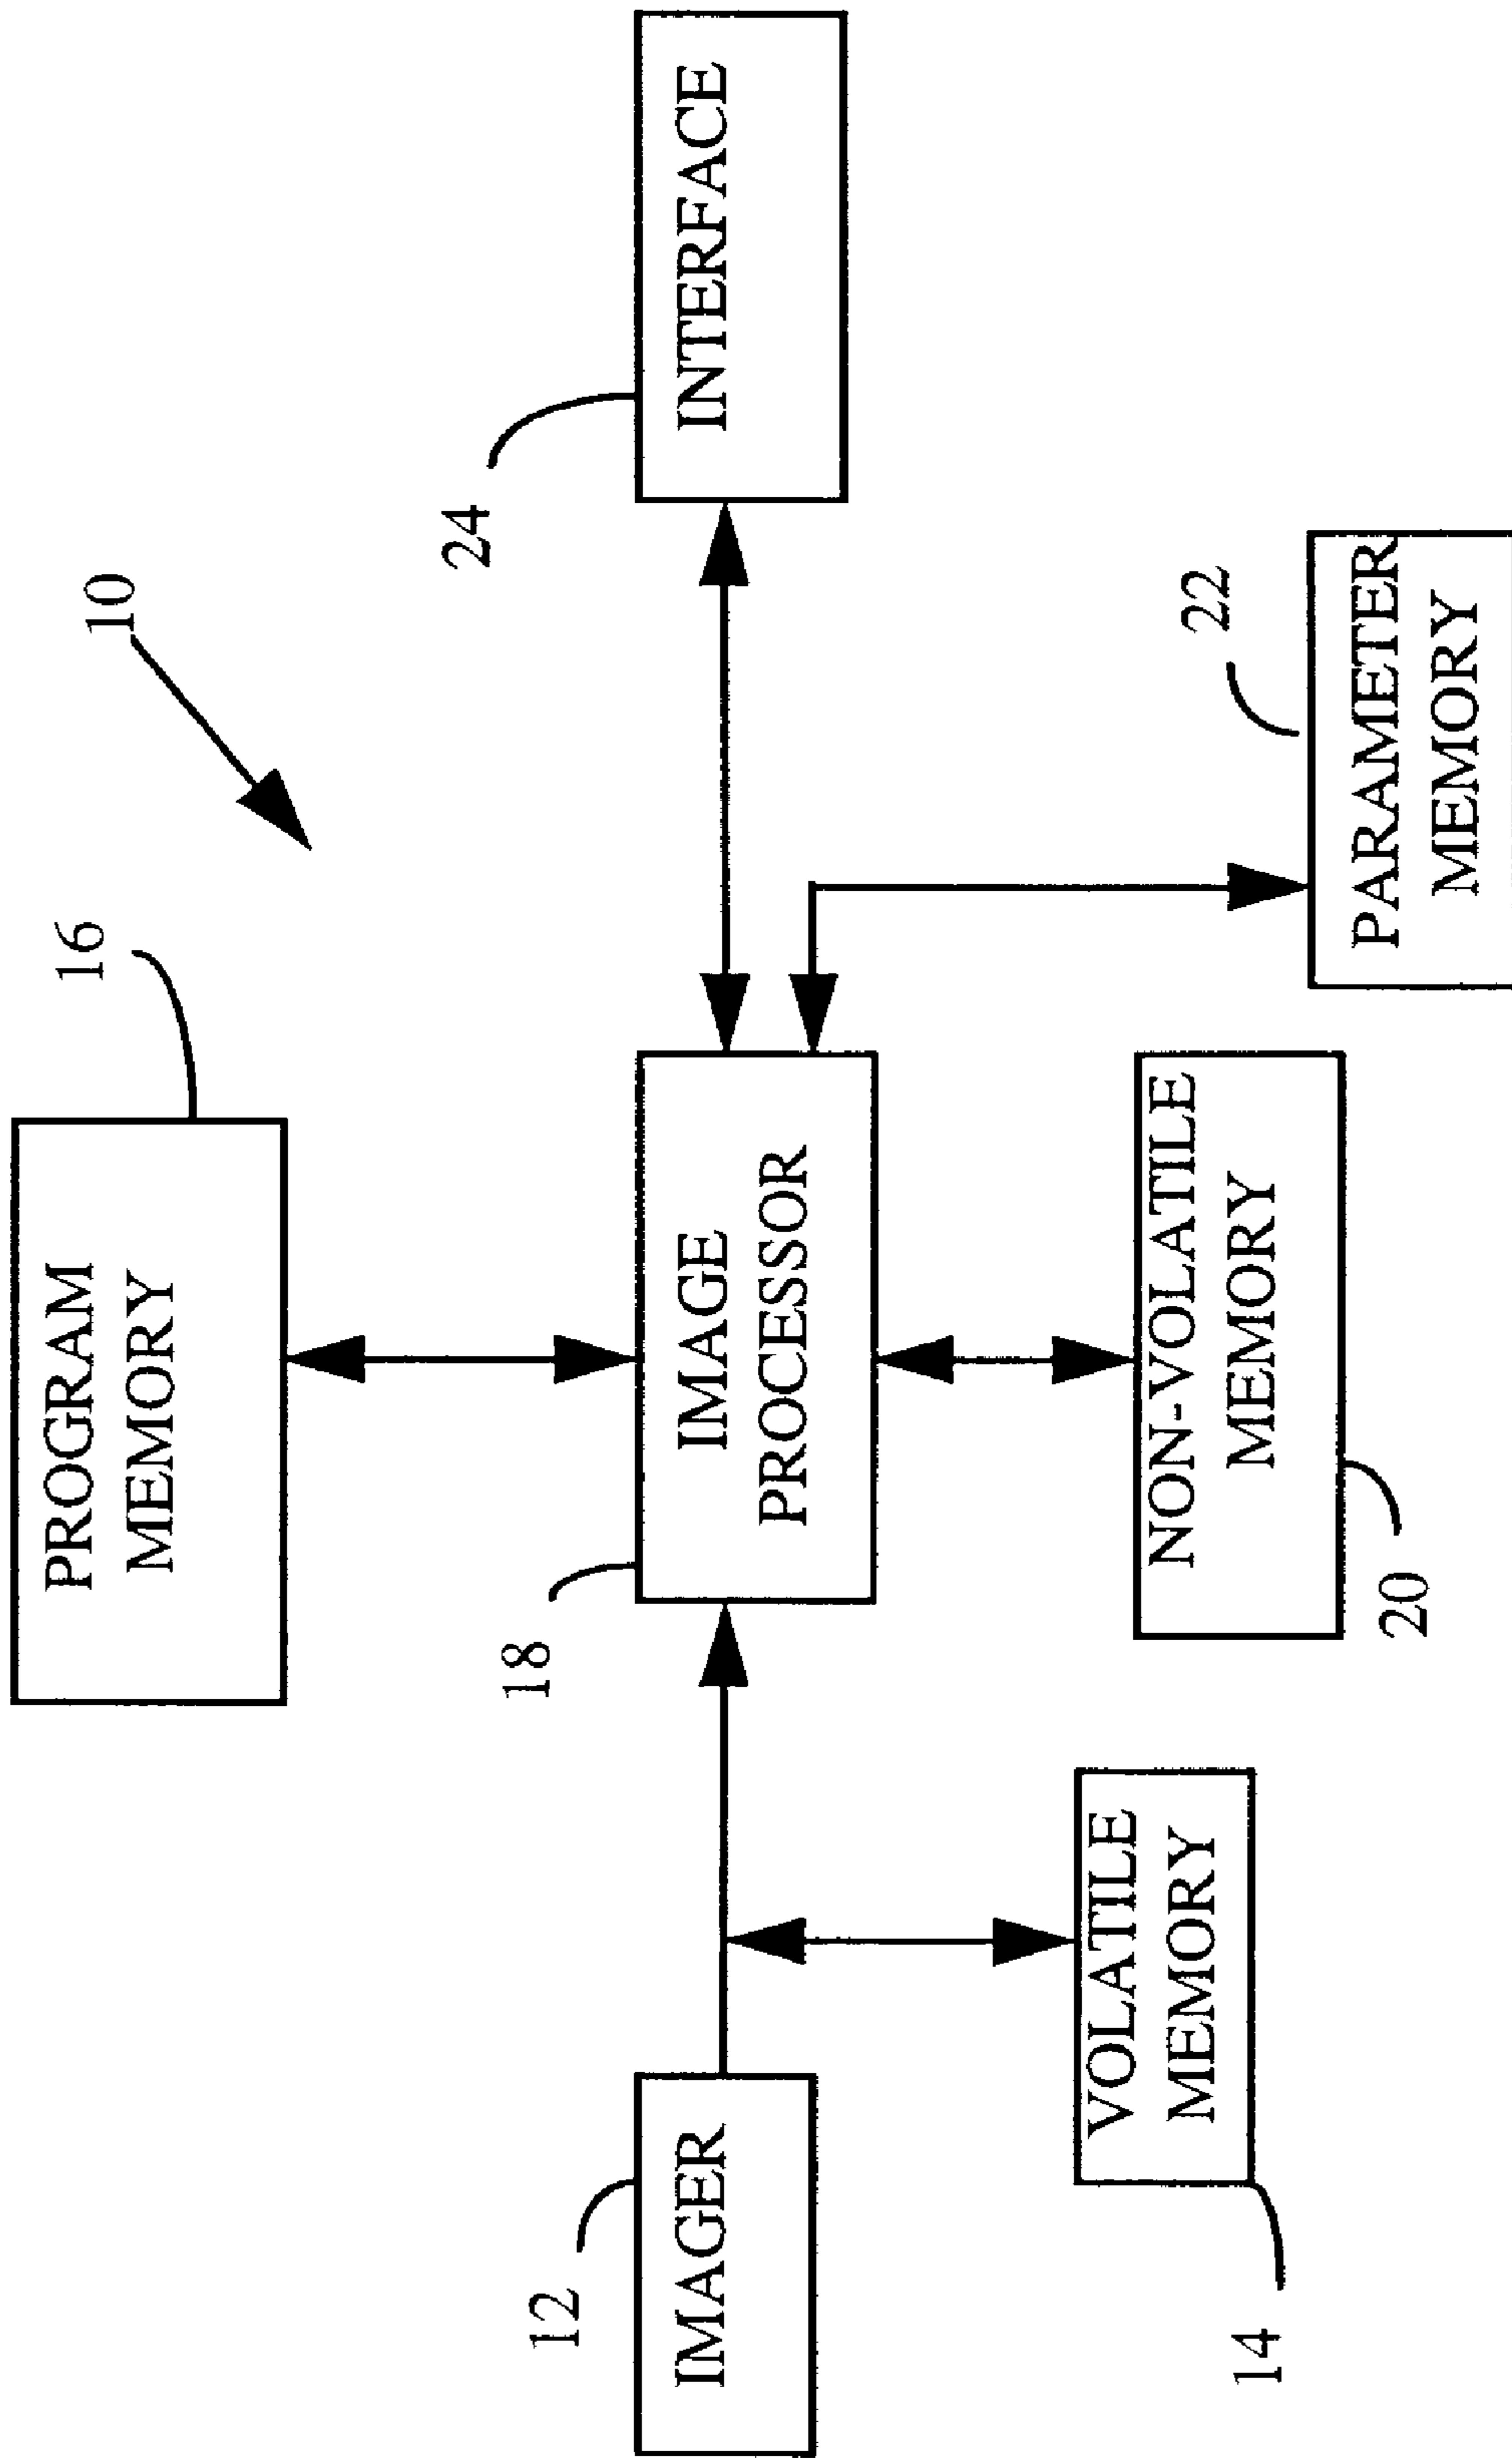 10
16
PROGRAM
MEMORY
24
INTERFACE
18
IMAGE
PROCESSOR
12
IMAGER
22
PARAMETER
MEMORY
NON-VOLATILE
MEMORY
20
VOLATILE
MEMORY
14